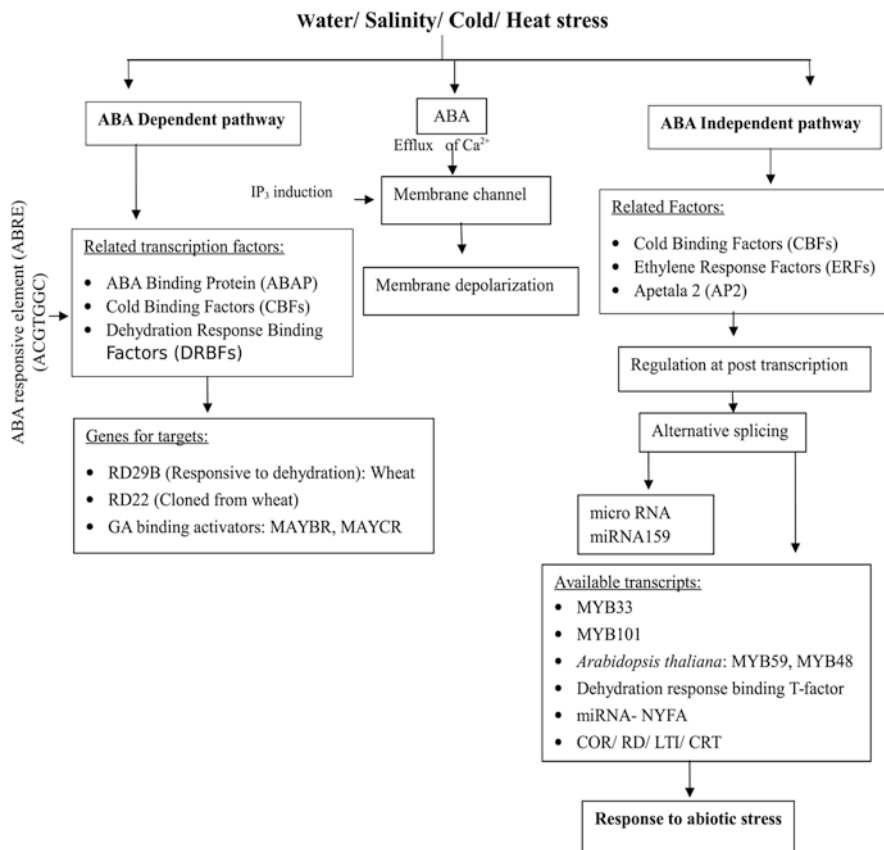 Water/ Salinity/ Cold/ Heat stress
ABA Dependent pathway
ABA
Efflux of Ca²⁺
ABA Independent pathway
IP₃ induction
Membrane channel
Membrane depolarization
ABA responsive element (ABRE)
(ACGTGGC)
Related transcription factors:
• ABA Binding Protein (ABAP)
• Cold Binding Factors (CBFs)
• Dehydration Response Binding
Factors (DRBFs)
Genes for targets:
• RD29B (Responsive to dehydration): Wheat
• RD22 (Cloned from wheat)
• GA binding activators: MAYBR, MAYCR
Related Factors:
• Cold Binding Factors (CBFs)
• Ethylene Response Factors (ERFs)
• Apetala 2 (AP2)
Regulation at post transcription
Alternative splicing
micro RNA
miRNA159
Available transcripts:
• MYB33
• MYB101
• Arabidopsis thaliana: MYB59, MYB48
• Dehydration response binding T-factor
• miRNA- NYFA
• COR/ RD/ LTI/ CRT
Response to abiotic stress